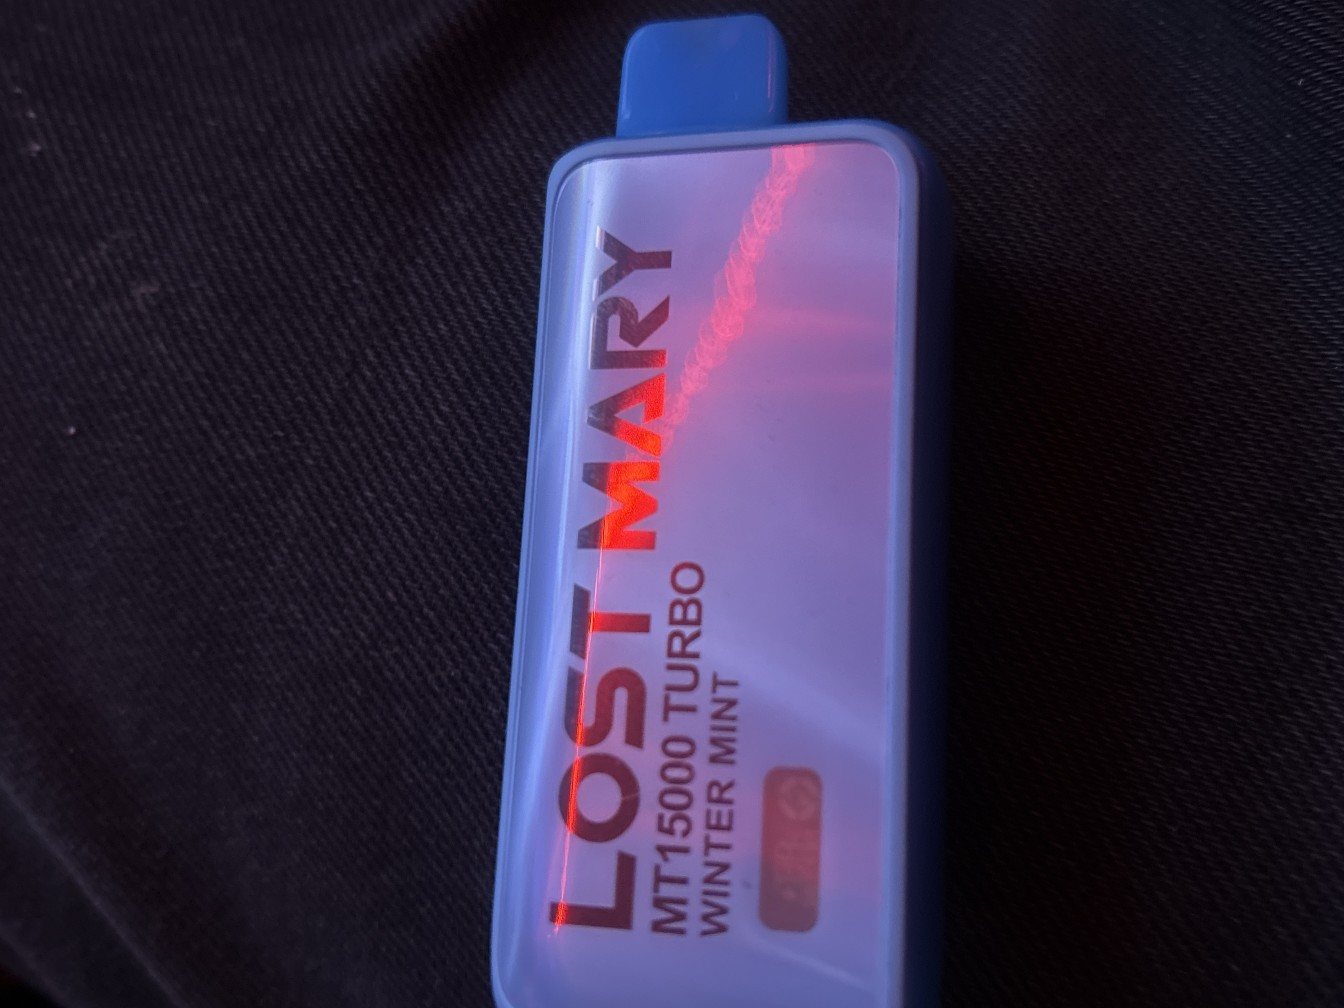 LOST MARY
MT15000 TURBO
WINTER MINT